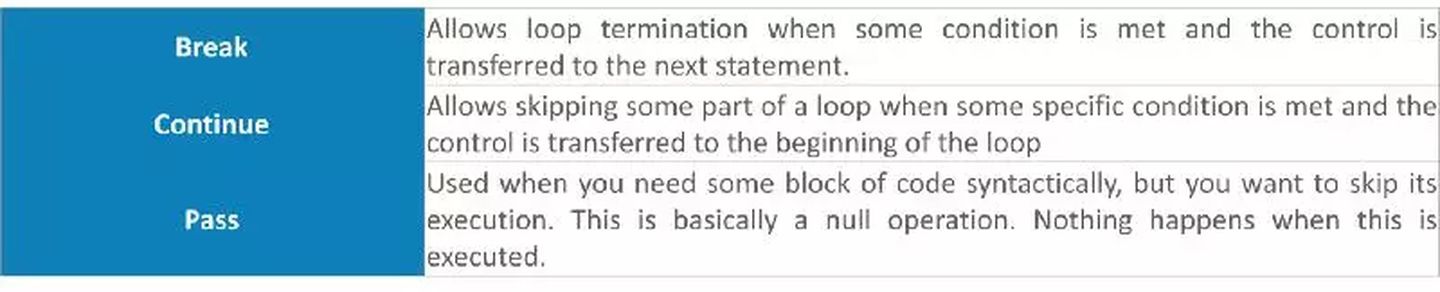 Break
Allows loop termination when some condition is met and the control is
transferred to the next statement.
Continue
Allows skipping some part of a loop when some specific condition is met and the
control is transferred to the beginning of the loop
Pass
Used when you need some block of code syntactically, but you want to skip its
execution. This is basically a null operation. Nothing happens when this is
executed.